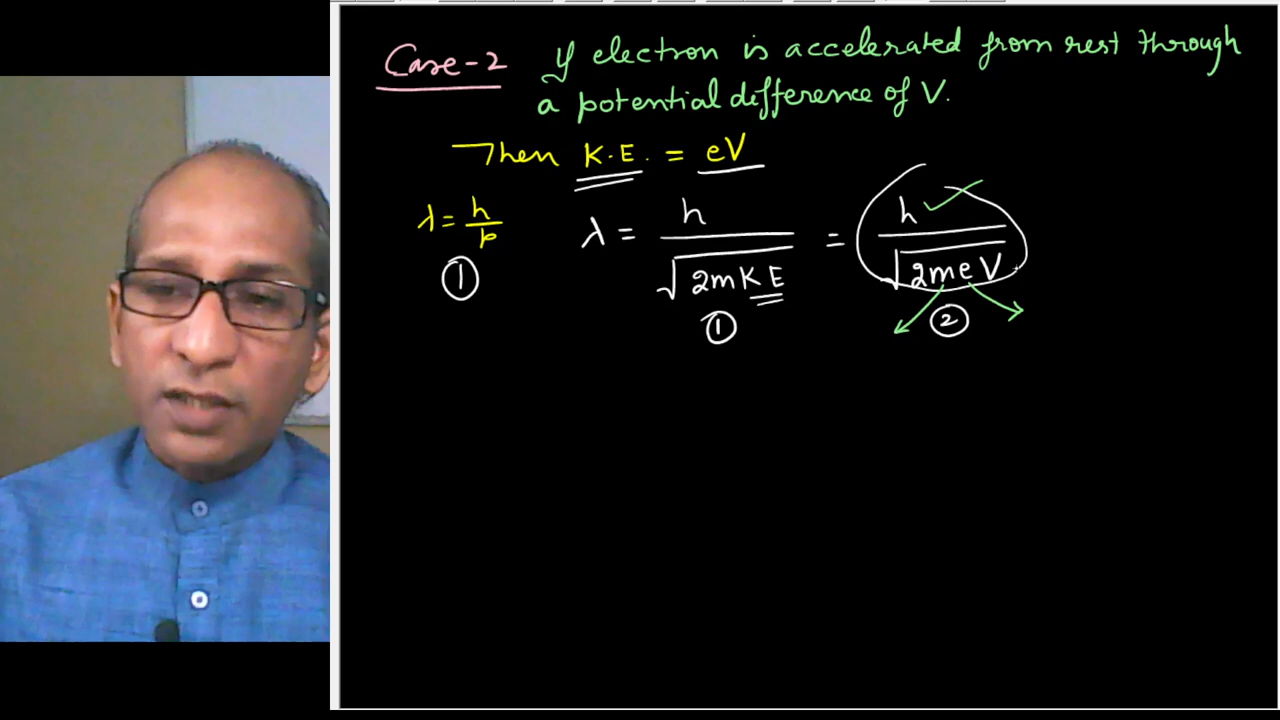 Case-2 If electron is accelerated from rest through
a potential difference of V.
Then K.E. = eV
λ = h/p λ = h/√2mKE = h/√2meV
① ① ②